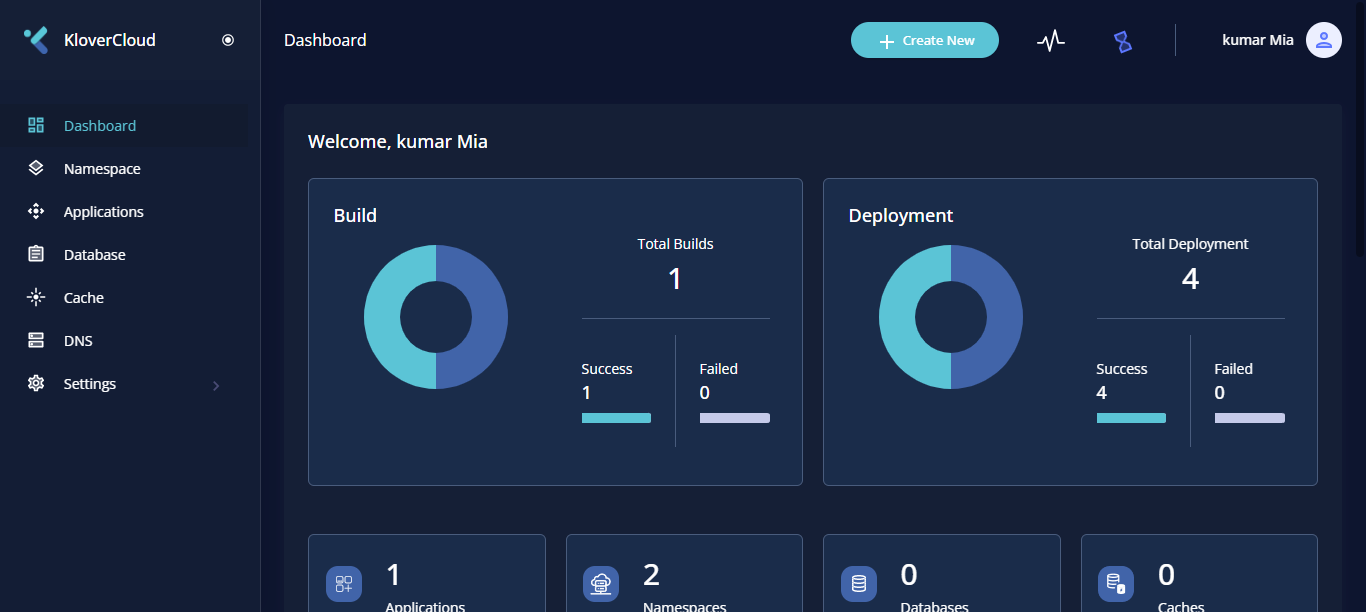 KloverCloud
Dashboard
Create New
kumar Mia
Dashboard
Namespace
Applications
Database
Cache
DNS
Settings
Welcome, kumar Mia
Build
Total Builds
1
Success
1
Failed
0
Deployment
Total Deployment
4
Success
4
Failed
0
1
Applications
2
Namespaces
0
Databases
0
Caches